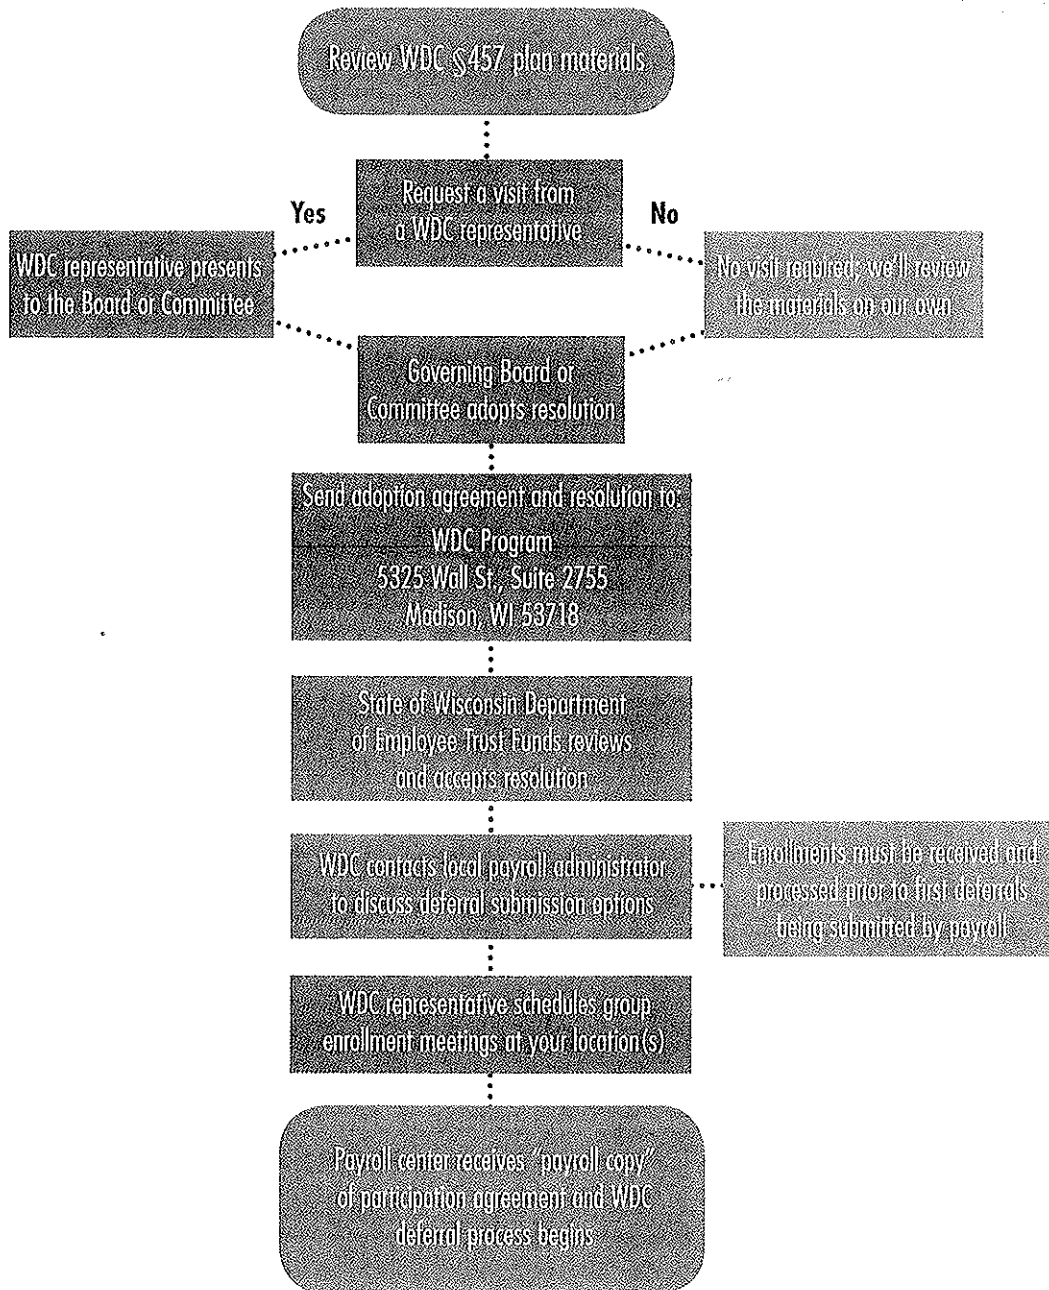 Review WDC §457 plan materials
Request a visit from
a WDC representative
Yes
No
WDC representative presents
to the Board or Committee
No visit required; we'll review
the materials on our own
Governing Board or
Committee adopts resolution
Send adoption agreement and resolution to:
WDC Program
5325 Wall St., Suite 2755
Madison, WI 53718
State of Wisconsin Department
of Employee Trust Funds reviews
and accepts resolution
WDC contacts local payroll administrator
to discuss deferral submission options
Enrollments must be received and
processed prior to first deferrals
being submitted by payroll
WDC representative schedules group
enrollment meetings at your location(s)
Payroll center receives "payroll copy"
of participation agreement and WDC
deferral process begins